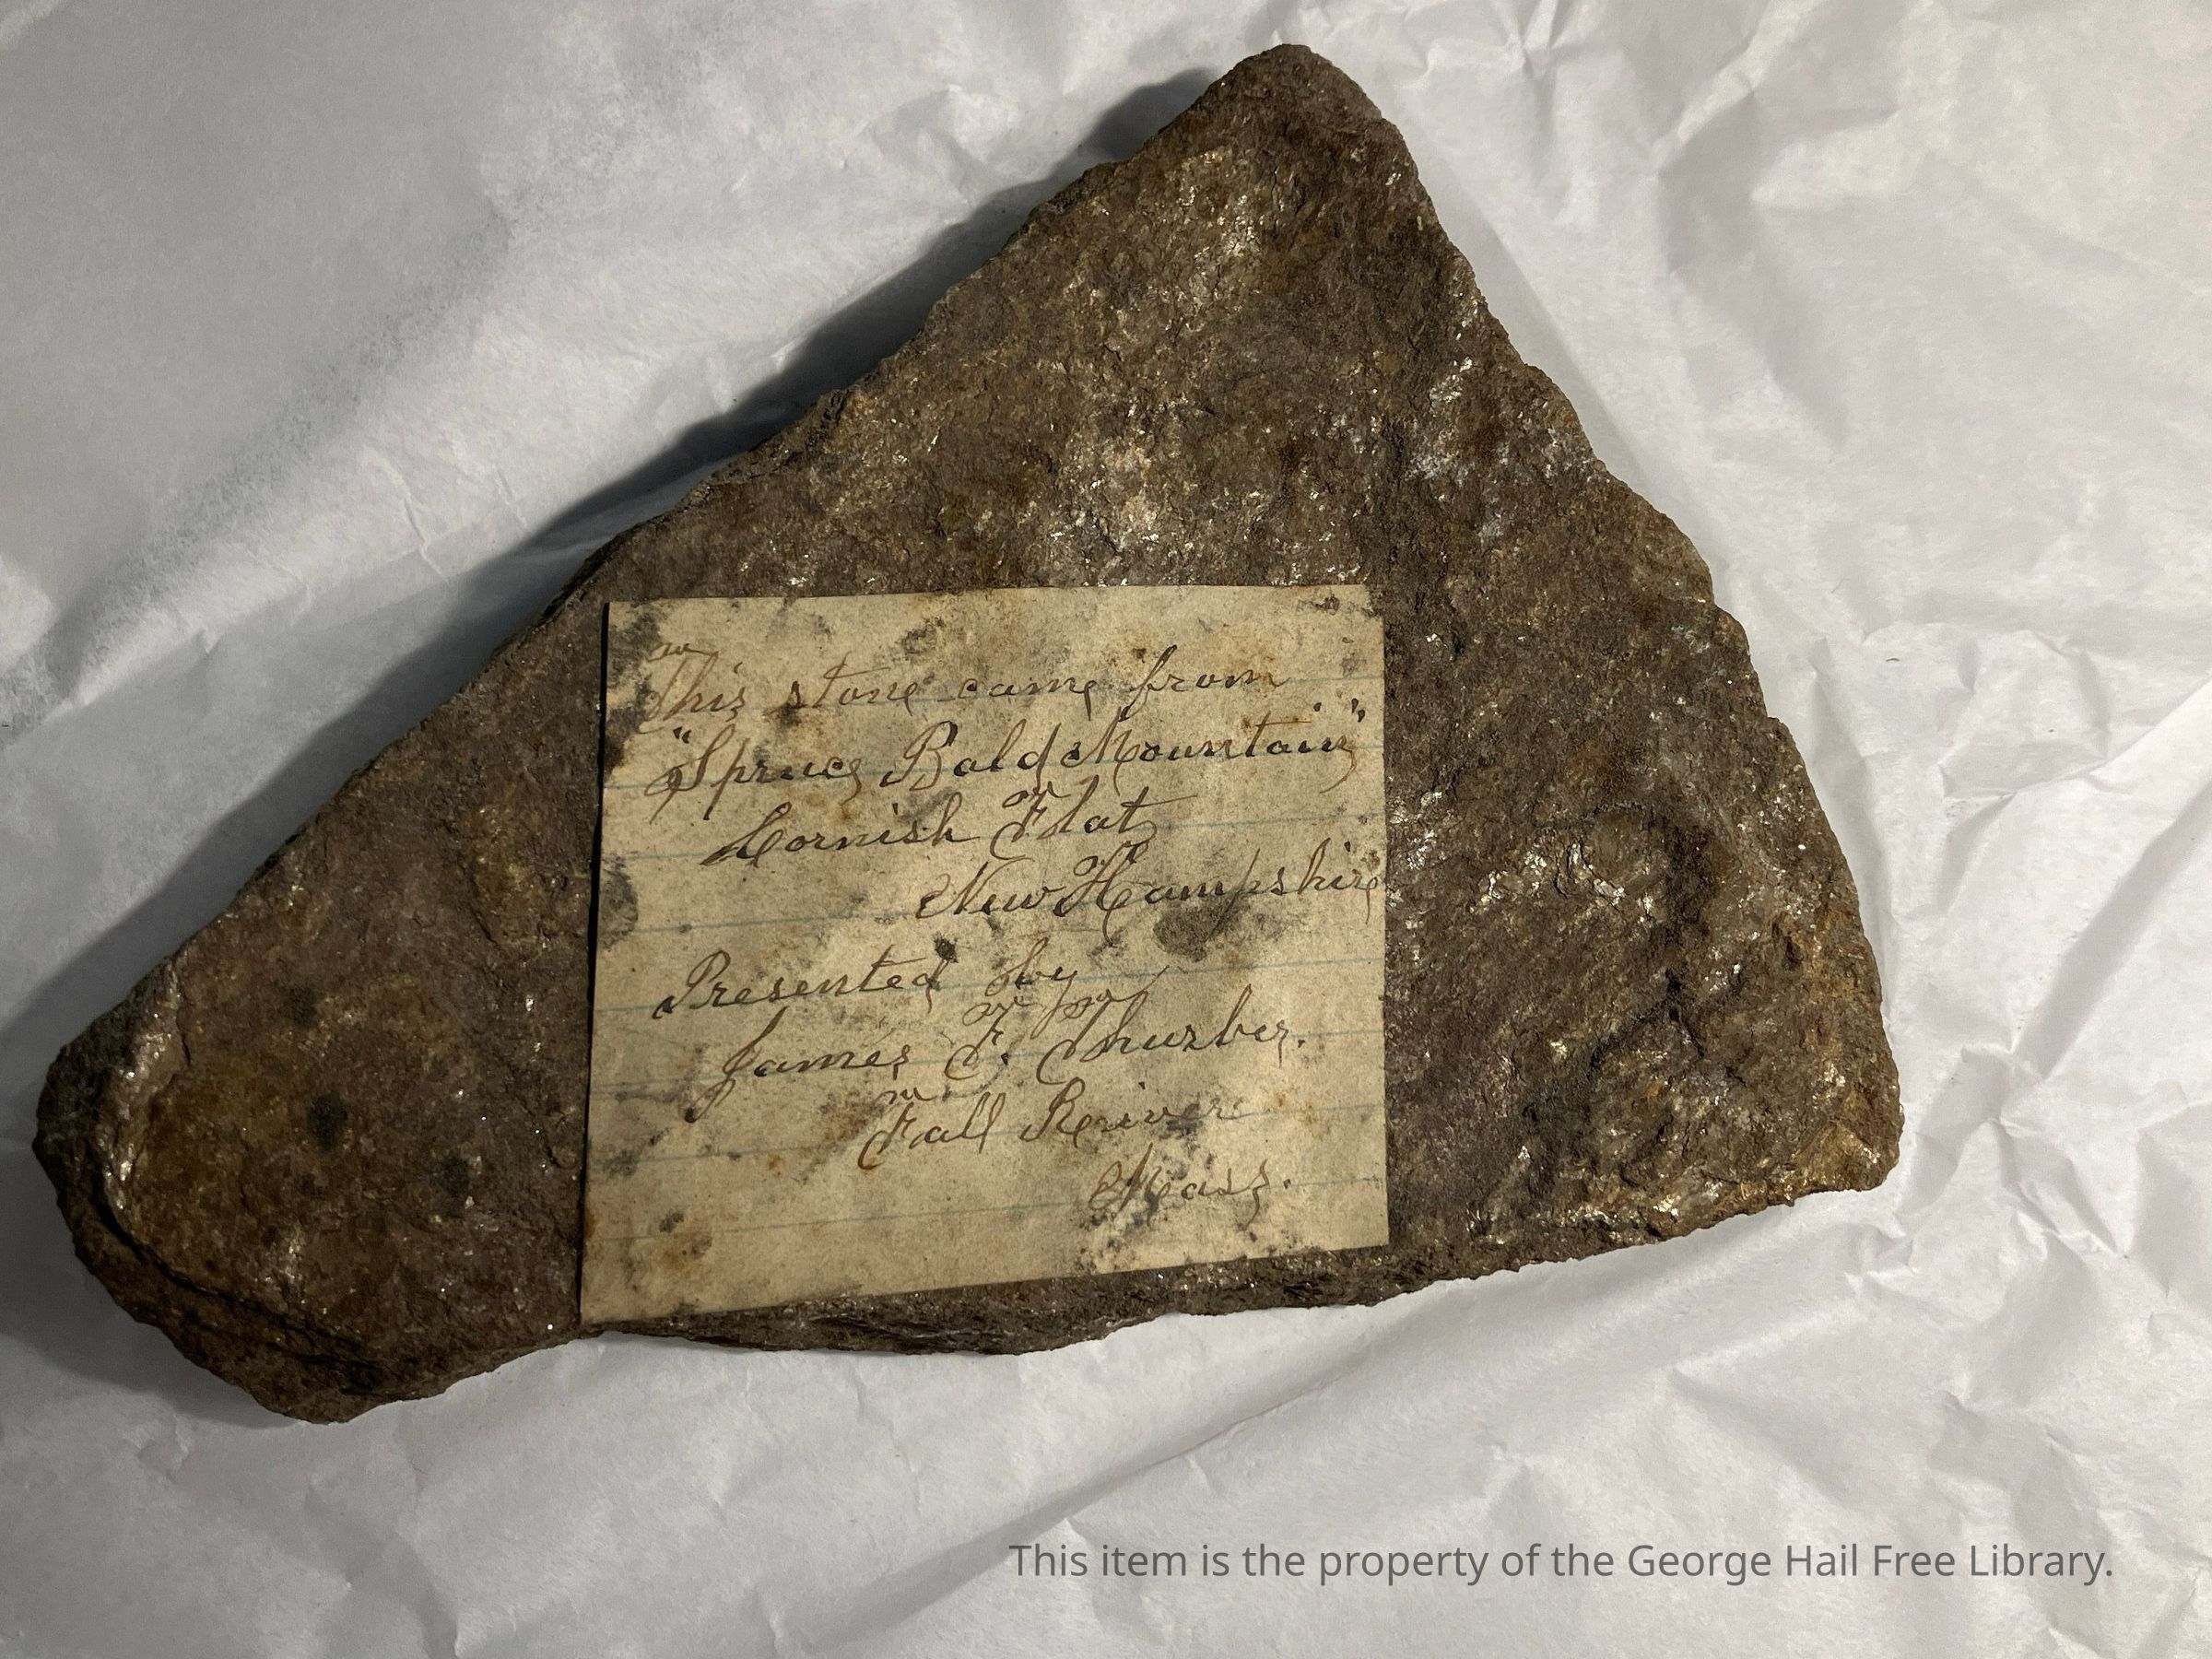 This stone came from
"Spruce Bald Mountain"
Cornish Flat
New Hampshire
Presented by
James F. Thurber.
Fall River
Mass.
This item is the property of the George Hail Free Library.